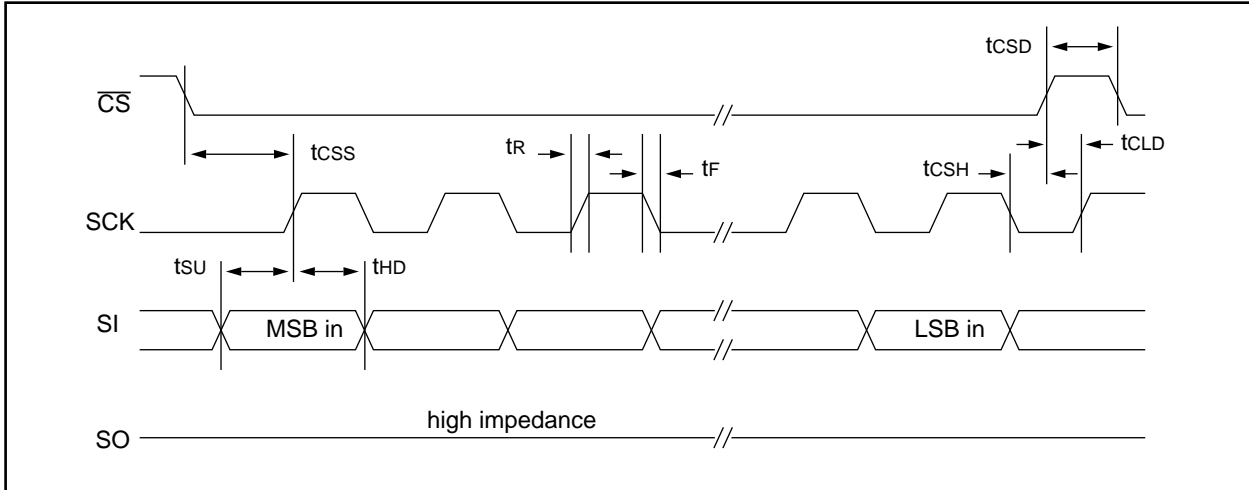 tCSD
CS
tCSS
tR
tF
tCSH
tCLD
SCK
tSU
tHD
SI
MSB in
LSB in
high impedance
SO